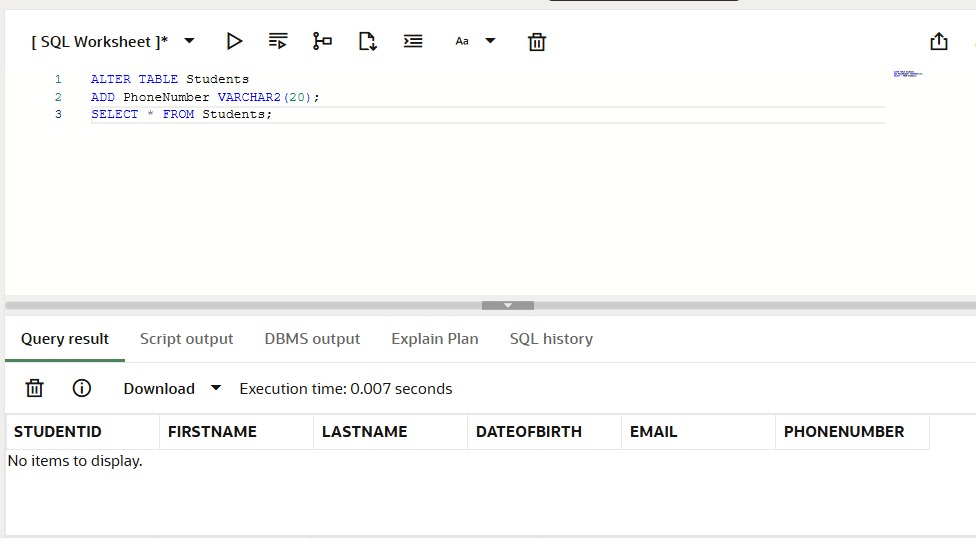 [ SQL Worksheet ]*
Aa
1 ALTER TABLE Students
2 ADD PhoneNumber VARCHAR2(20);
3 SELECT * FROM Students;
Query result Script output DBMS output Explain Plan SQL history
Download Execution time: 0.007 seconds
STUDENTID FIRSTNAME LASTNAME DATEOFBIRTH EMAIL PHONENUMBER
No items to display.